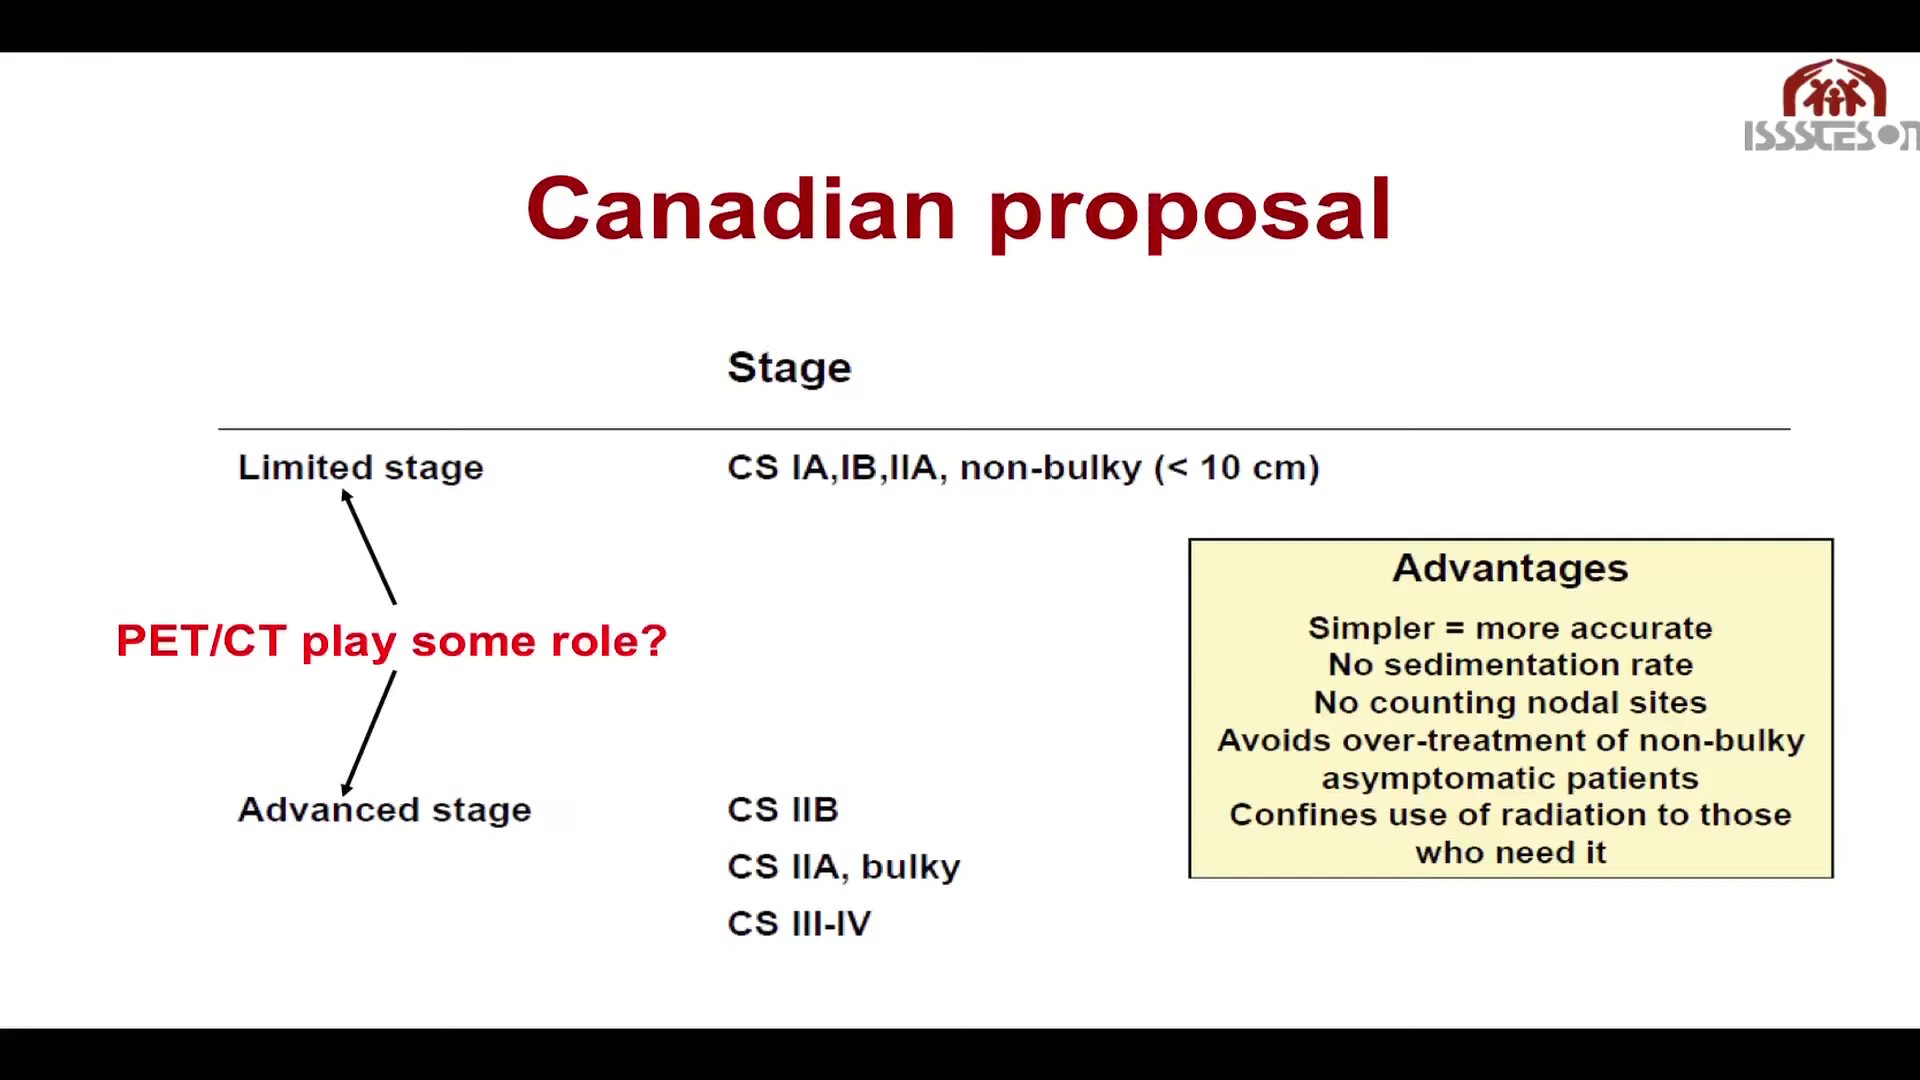 ISSSTESON
Canadian proposal
Stage
Limited stage CS IA,IB,IIA, non-bulky (< 10 cm)
PET/CT play some role?
Advanced stage CS IIB
CS IIA, bulky
CS III-IV
Advantages
Simpler = more accurate
No sedimentation rate
No counting nodal sites
Avoids over-treatment of non-bulky
asymptomatic patients
Confines use of radiation to those
who need it